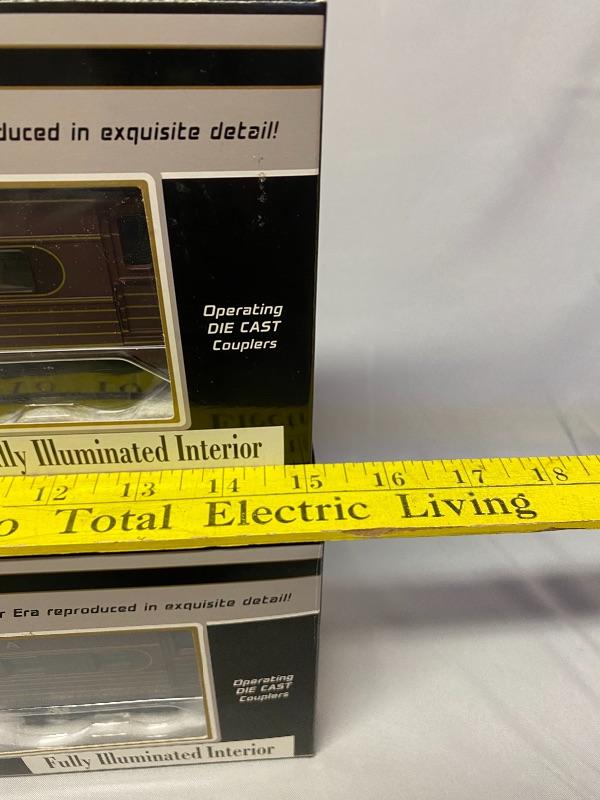 duced in exquisite detail!
Operating
DIE CAST
Couplers
lly Illuminated Interior
12 13 14 15 16 17 18
o Total Electric Living
r Era reproduced in exquisite detail!
Operating
DIE CAST
Couplers
Fully Illuminated Interior